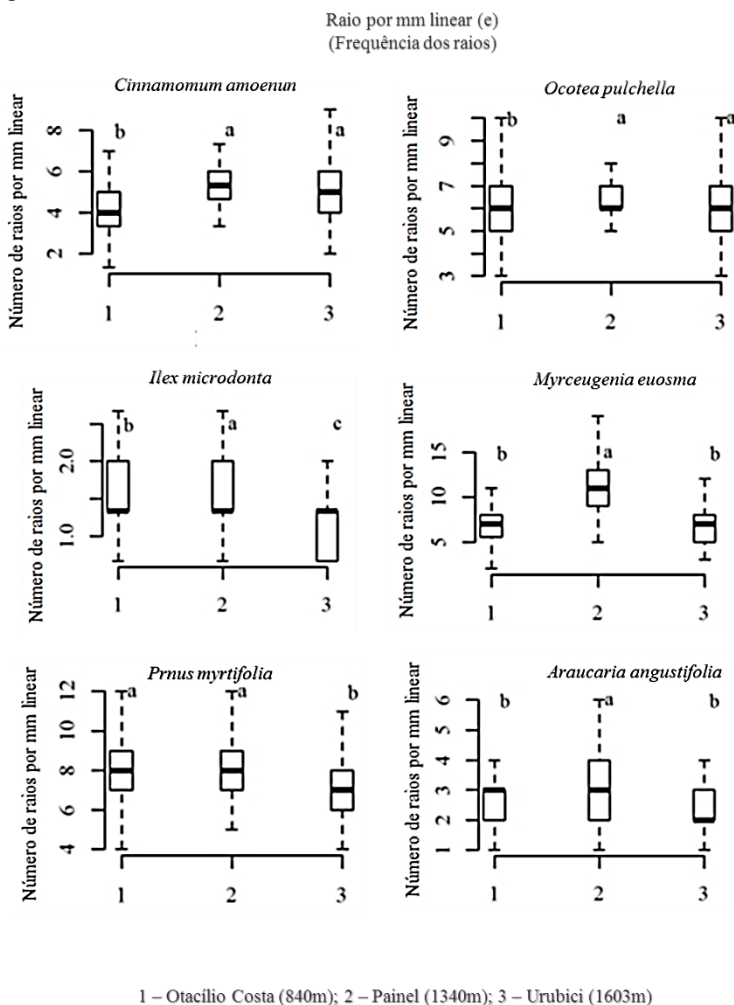 Raio por mm linear (e)
(Frequência dos raios)
Cinnamomum amoenun
Número de raios por mm linear
8
6
4
2
b
a
a
1 2 3
Ocotea pulchella
Número de raios por mm linear
9
7
5
3
b
a
a
1 2 3
Ilex microdonta
Número de raios por mm linear
2.0
1.0
b
a
c
1 2 3
Myrceugenia euosma
Número de raios por mm linear
15
10
5
b
a
b
1 2 3
Prnus myrtifolia
Número de raios por mm linear
12
10
8
6
4
a
a
b
1 2 3
Araucaria angustifolia
Número de raios por mm linear
6
5
4
3
2
1
b
a
b
1 2 3
1 – Otacílio Costa (840m); 2 – Painel (1340m); 3 – Urubici (1603m)